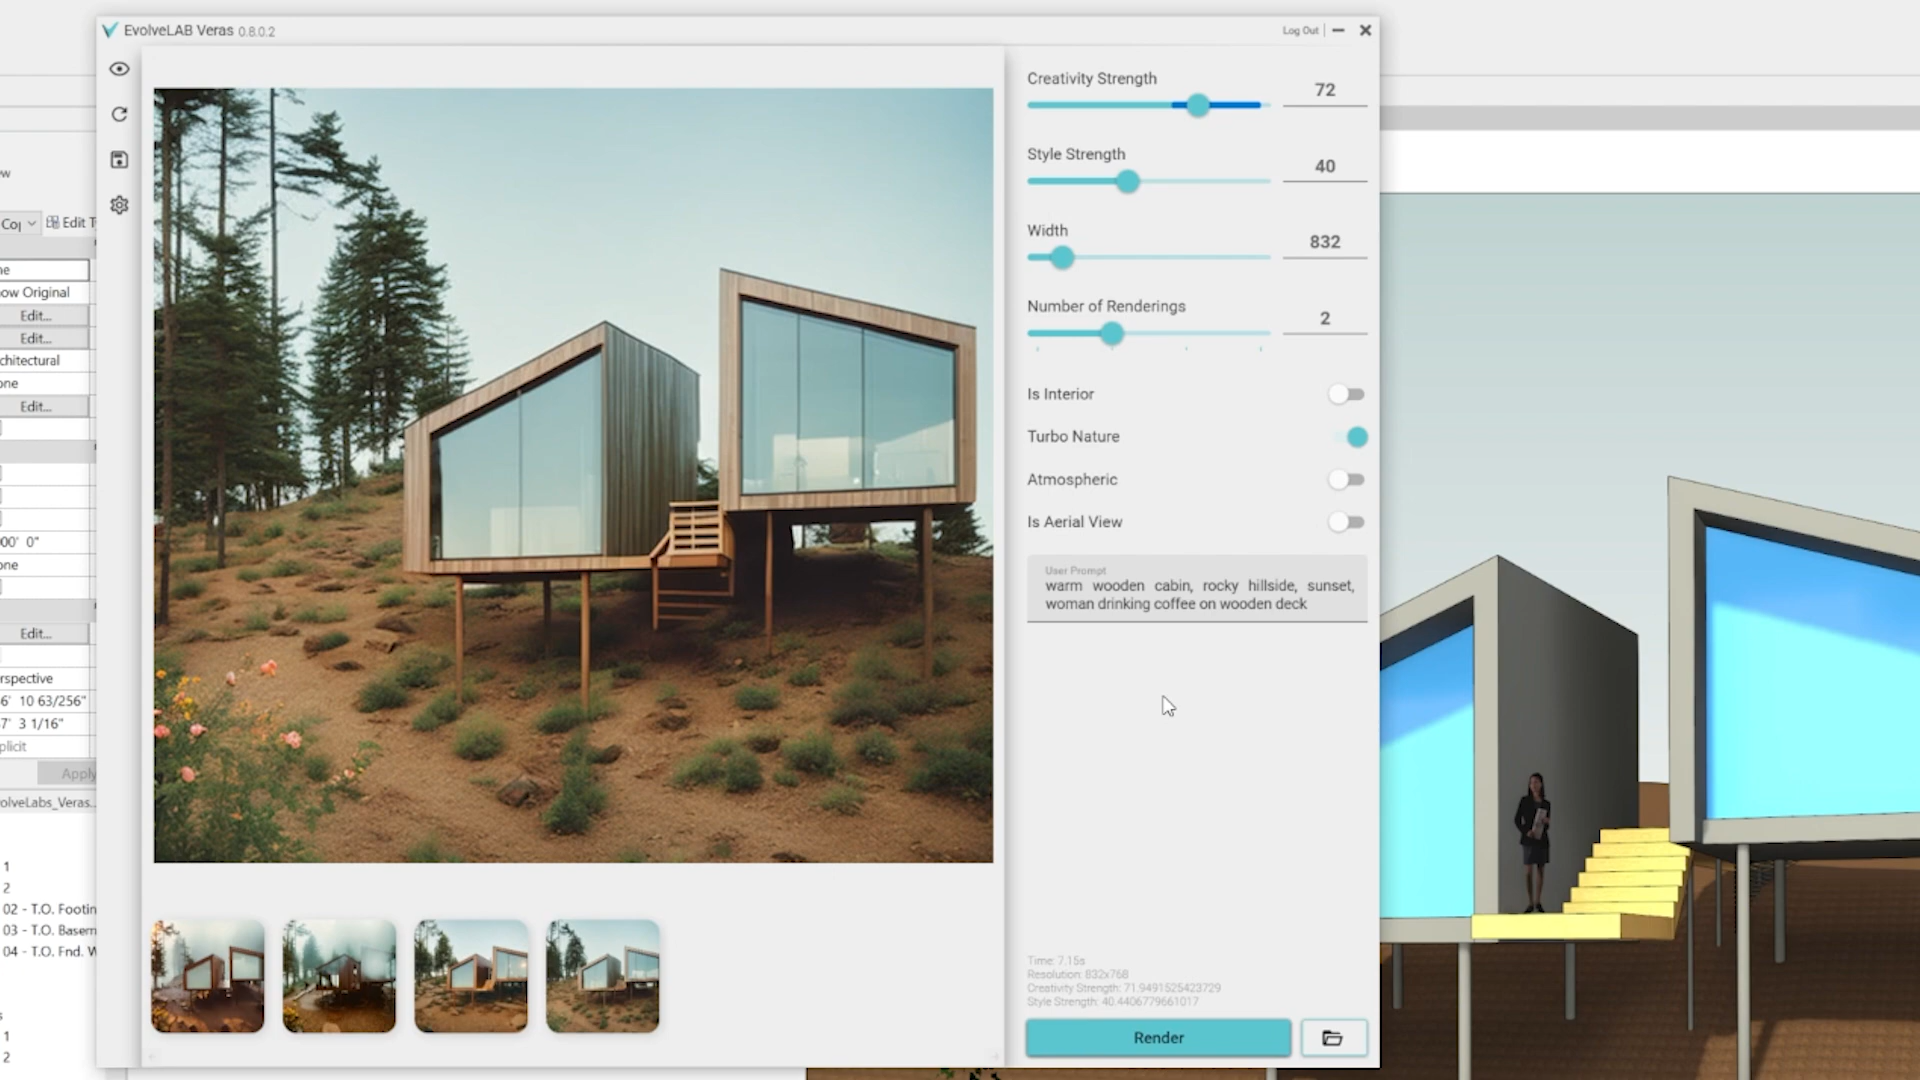 EvolveLAB Veras 0.8.0.2
Log Out
Creativity Strength
72
Style Strength
40
Width
832
Number of Renderings
2
Is Interior
Turbo Nature
Atmospheric
Is Aerial View
User Prompt
warm wooden cabin, rocky hillside, sunset,
woman drinking coffee on wooden deck
Time: 7.15s
Resolution: 832x768
Creativity Strength: 71.9491525423729
Style Strength: 40.4406779661017
Render
Edit T
ow Original
Edit...
Edit...
chitectural
one
Edit...
00' 0"
one
Edit...
rspective
6' 10 63/256"
7' 3 1/16"
plicit
Apply
olveLabs_Veras...
1
2
02 - T.O. Footin
03 - T.O. Basem
04 - T.O. Fnd. W
s
1
2